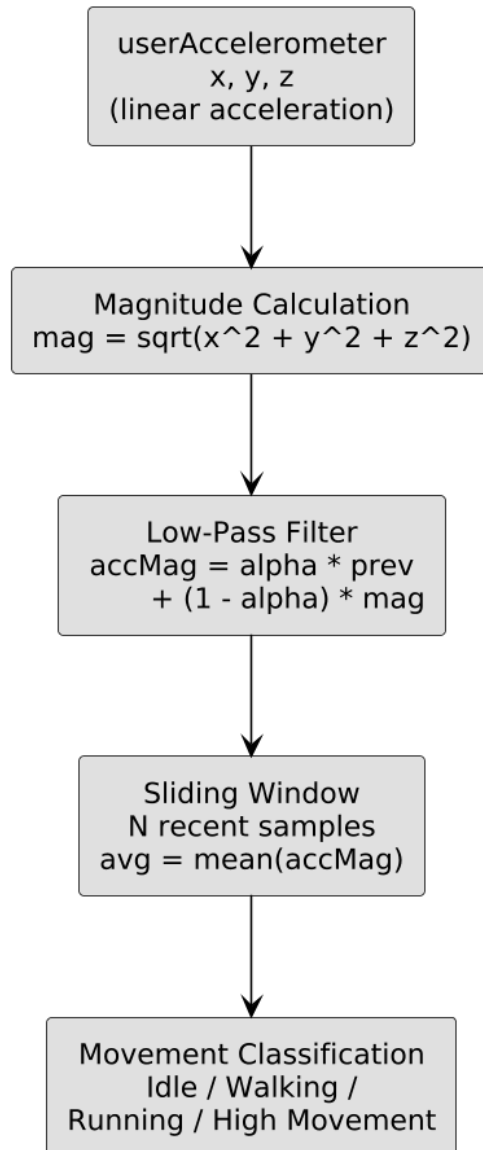 userAccelerometer
x, y, z
(linear acceleration)
Magnitude Calculation
mag = sqrt(x^2 + y^2 + z^2)
Low-Pass Filter
accMag = alpha * prev
+ (1 - alpha) * mag
Sliding Window
N recent samples
avg = mean(accMag)
Movement Classification
Idle / Walking /
Running / High Movement